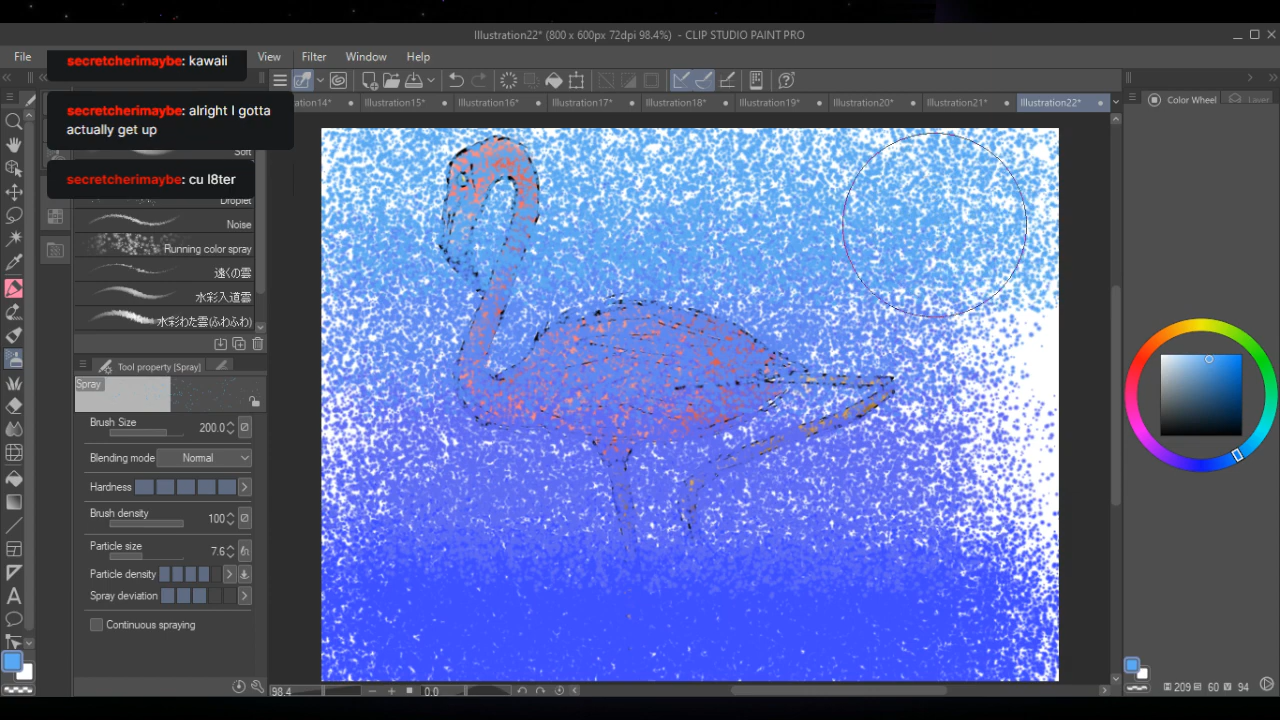 Illustration22* (800 x 600px 72dpi 98.4%) - CLIP STUDIO PAINT PRO
File
View
Filter
Window
Help
secretcherimaybe: kawaii
secretcherimaybe: alright I gotta
actually get up
secretcherimaybe: cu l8ter
ation14*
Illustration15*
Illustration16*
Illustration17*
Illustration18*
Illustration19*
Illustration20*
Illustration21*
Illustration22*
Color Wheel
Layer
Soft
Droplet
Noise
Running color spray
遠くの雲
水彩入道雲
水彩わた雲(ふわふわ)
Tool property [Spray]
Spray
Brush Size
200.0
Blending mode
Normal
Hardness
Brush density
100
Particle size
7.6
Particle density
Spray deviation
Continuous spraying
A
98.4
0.0
H 209 S 60 V 94